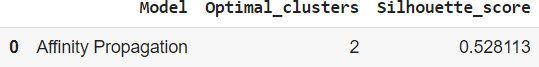 Model Optimal_clusters Silhouette_score
0 Affinity Propagation 2 0.528113